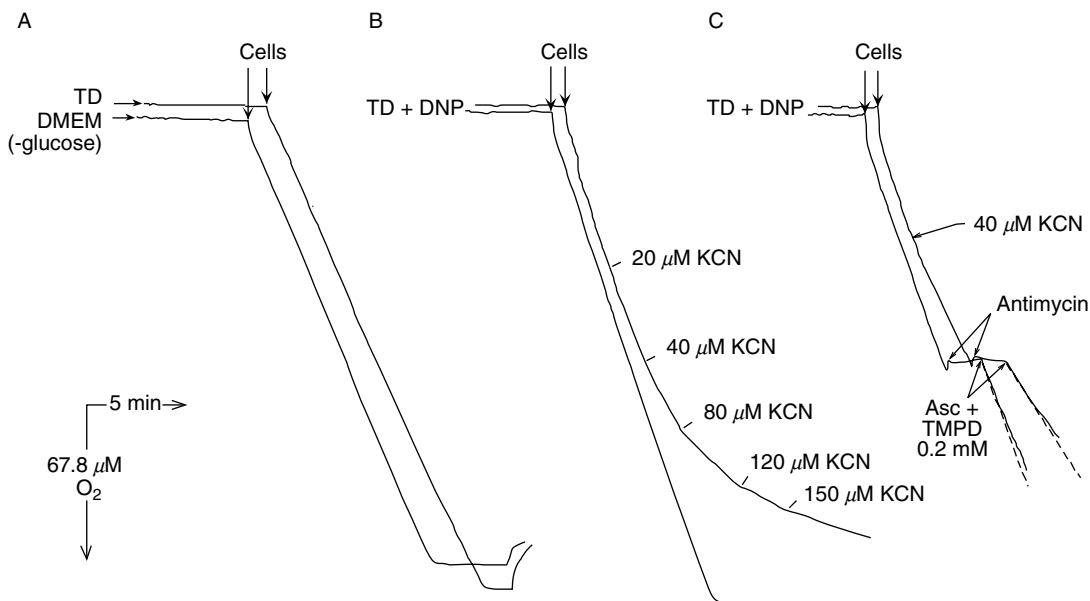 A
Cells
TD
DMEM
(-glucose)
5 min
67.8 μM
O₂
B
Cells
TD + DNP
20 μM KCN
40 μM KCN
80 μM KCN
120 μM KCN
150 μM KCN
C
Cells
TD + DNP
40 μM KCN
Antimycin
Asc +
TMPD
0.2 mM